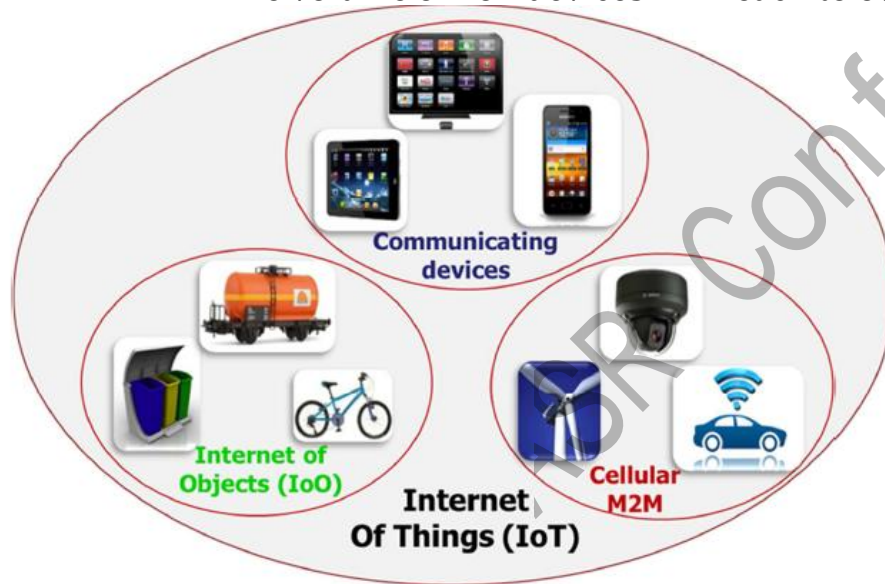 Communicating
devices
Internet of
Objects (IoO)
Cellular
M2M
Internet
Of Things (IoT)